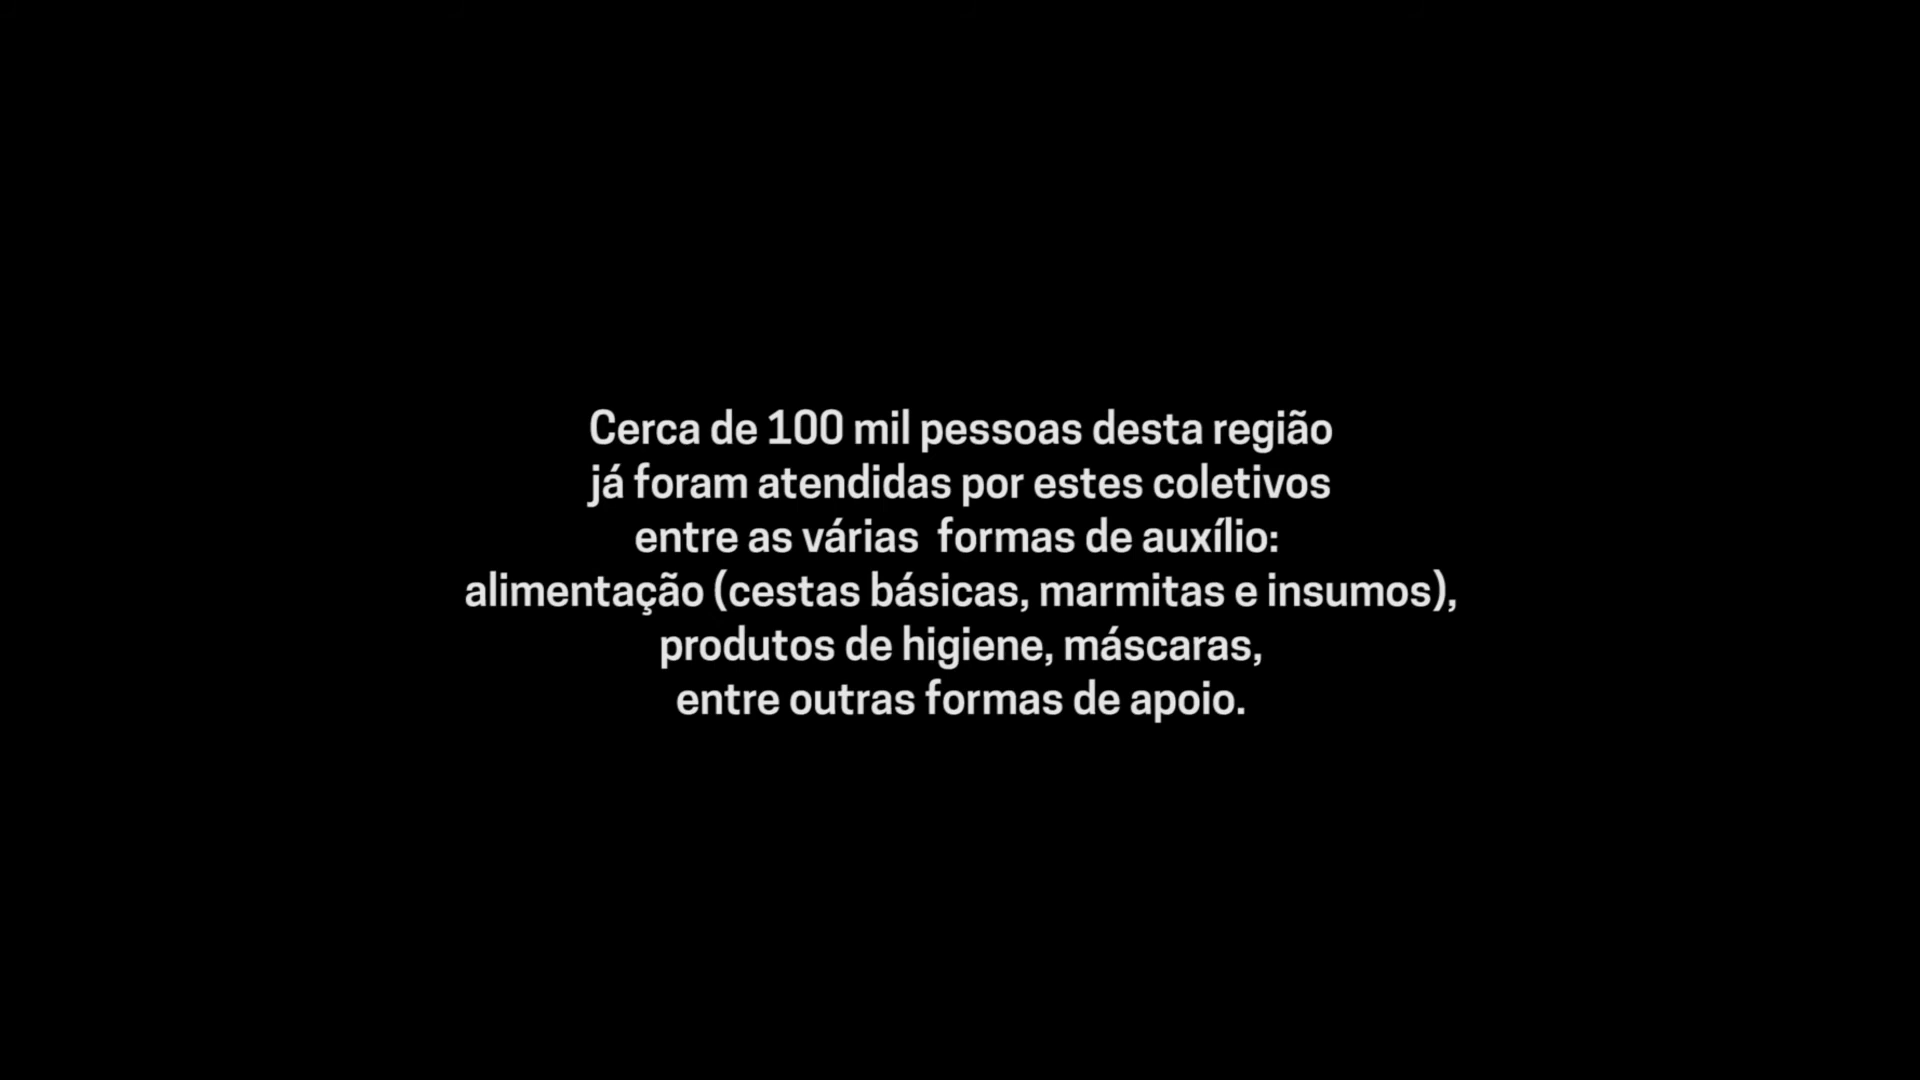 Cerca de 100 mil pessoas desta região
já foram atendidas por estes coletivos
entre as várias  formas de auxílio:
alimentação (cestas básicas, marmitas e insumos),
produtos de higiene, máscaras,
entre outras formas de apoio.